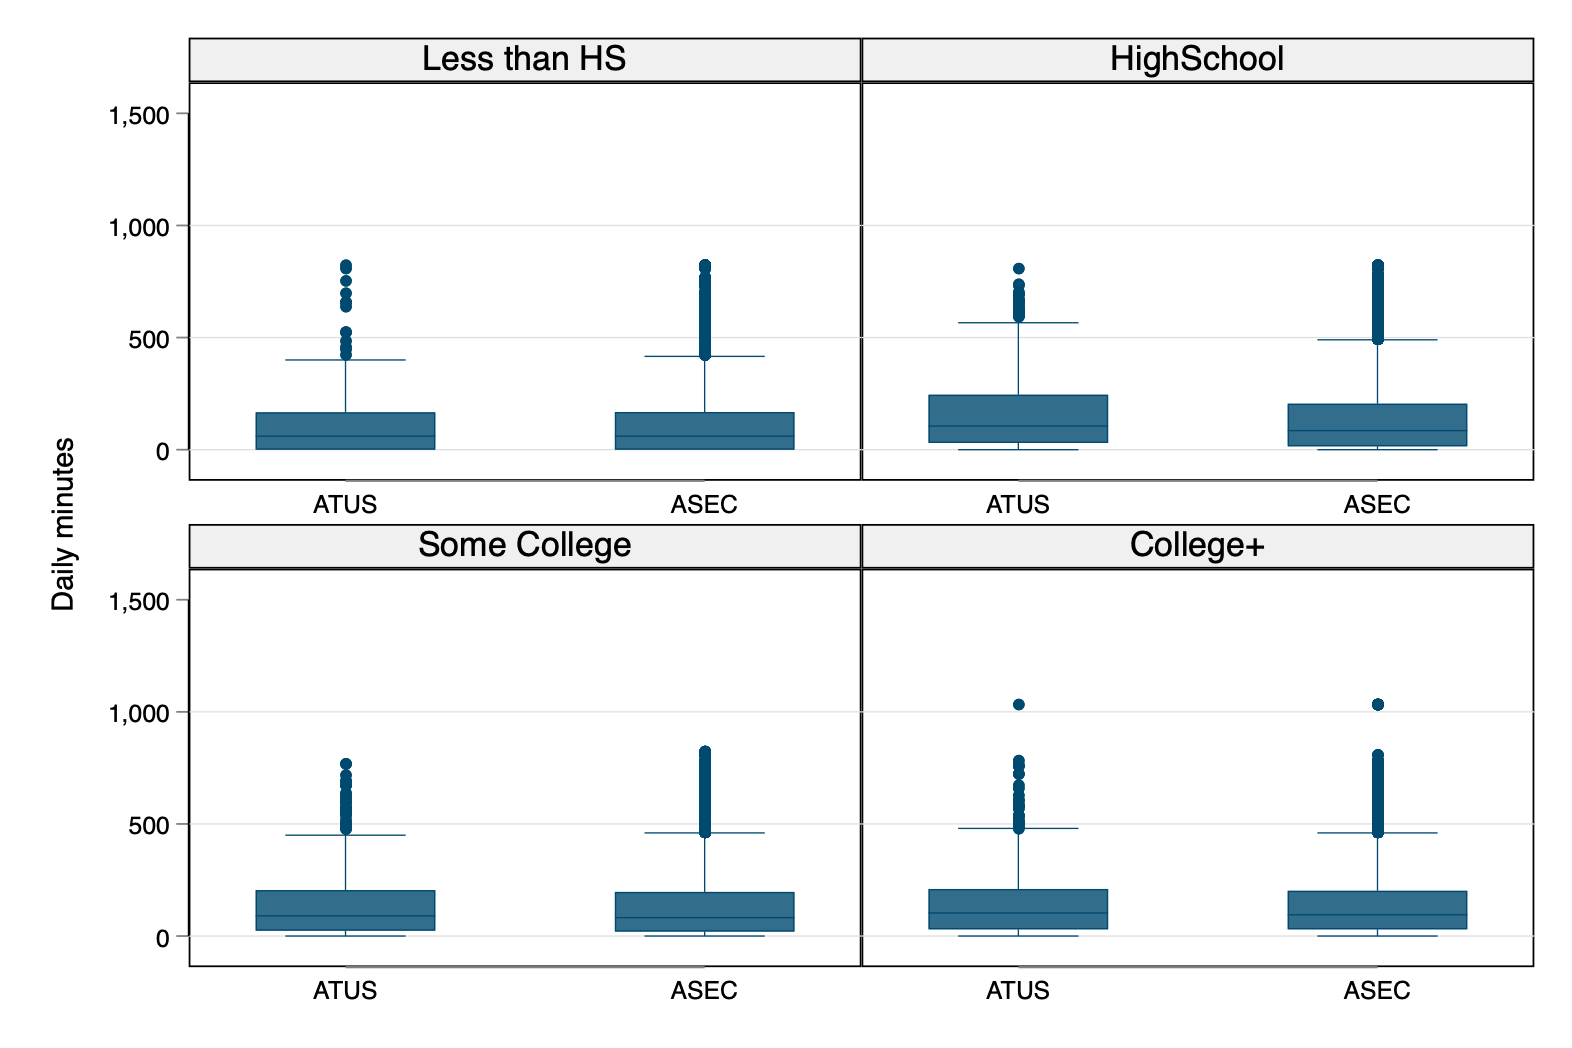 Less than HS
HighSchool
1,500
1,000
500
0
ATUS
ASEC
ATUS
ASEC
Daily minutes
Some College
College+
1,500
1,000
500
0
ATUS
ASEC
ATUS
ASEC